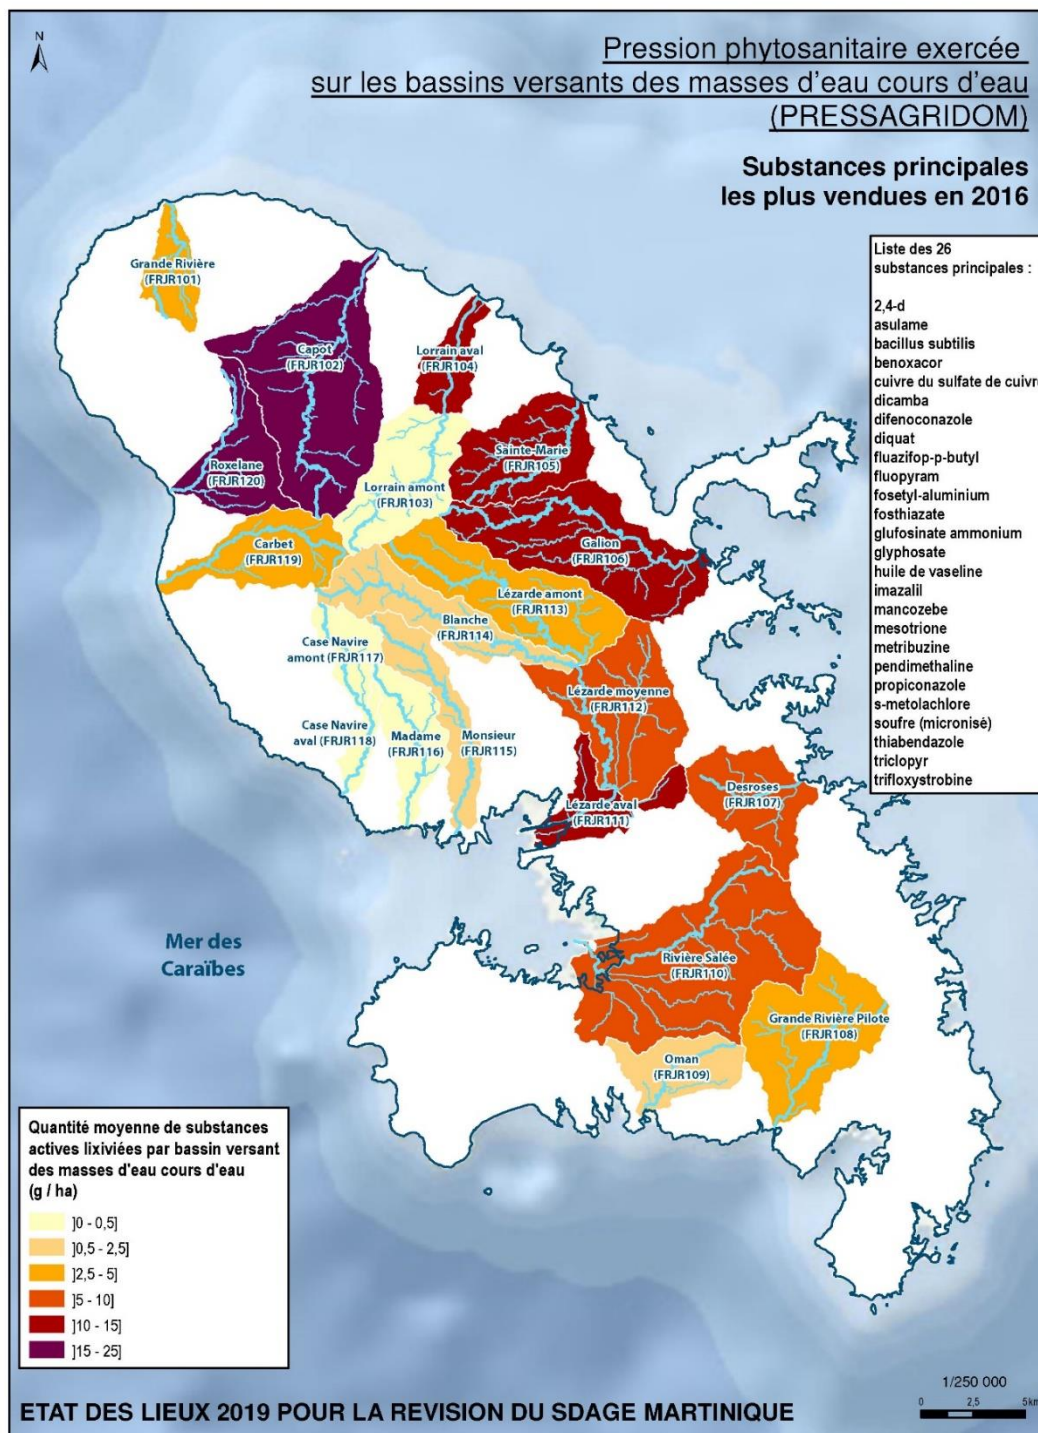 N
Pression phytosanitaire exercée
sur les bassins versants des masses d'eau cours d'eau
(PRESSAGRIDOM)
Substances principales
les plus vendues en 2016
Liste des 26
substances principales :
2,4-d
asulame
bacillus subtilis
benoxacor
cuivre du sulfate de cuivre
dicamba
difenoconazole
diquat
fluazifop-p-butyl
fluopyram
fosetyl-aluminium
fosthiazate
glufosinate ammonium
glyphosate
huile de vaseline
imazalil
mancozebe
mesotrione
metribuzine
pendimethaline
propiconazole
s-metolachlore
soufre (micronisé)
thiabendazole
triclopyr
trifloxystrobine
Grande Rivière
(FRJR101)
Capot
(FRJR102)
Lorrain aval
(FRJR104)
Roxelane
(FRJR120)
Lorrain amont
(FRJR103)
Sainte-Marie
(FRJR105)
Galion
(FRJR106)
Carbet
(FRJR119)
Lézarde amont
(FRJR113)
Blanche
(FRJR114)
Case Navire
amont (FRJR117)
Lézarde moyenne
(FRJR112)
Case Navire
aval (FRJR118)
Madame
(FRJR116)
Monsieur
(FRJR115)
Lézarde aval
(FRJR111)
Desroses
(FRJR107)
Mer des
Caraïbes
Rivière Salée
(FRJR110)
Grande Rivière Pilote
(FRJR108)
Oman
(FRJR109)
Quantité moyenne de substances
actives lixiviées par bassin versant
des masses d'eau cours d'eau
(g / ha)
]0 - 0,5]
]0,5 - 2,5]
]2,5 - 5]
]5 - 10]
]10 - 15]
]15 - 25]
1/250 000
0 2,5 5km
ETAT DES LIEUX 2019 POUR LA REVISION DU SDAGE MARTINIQUE